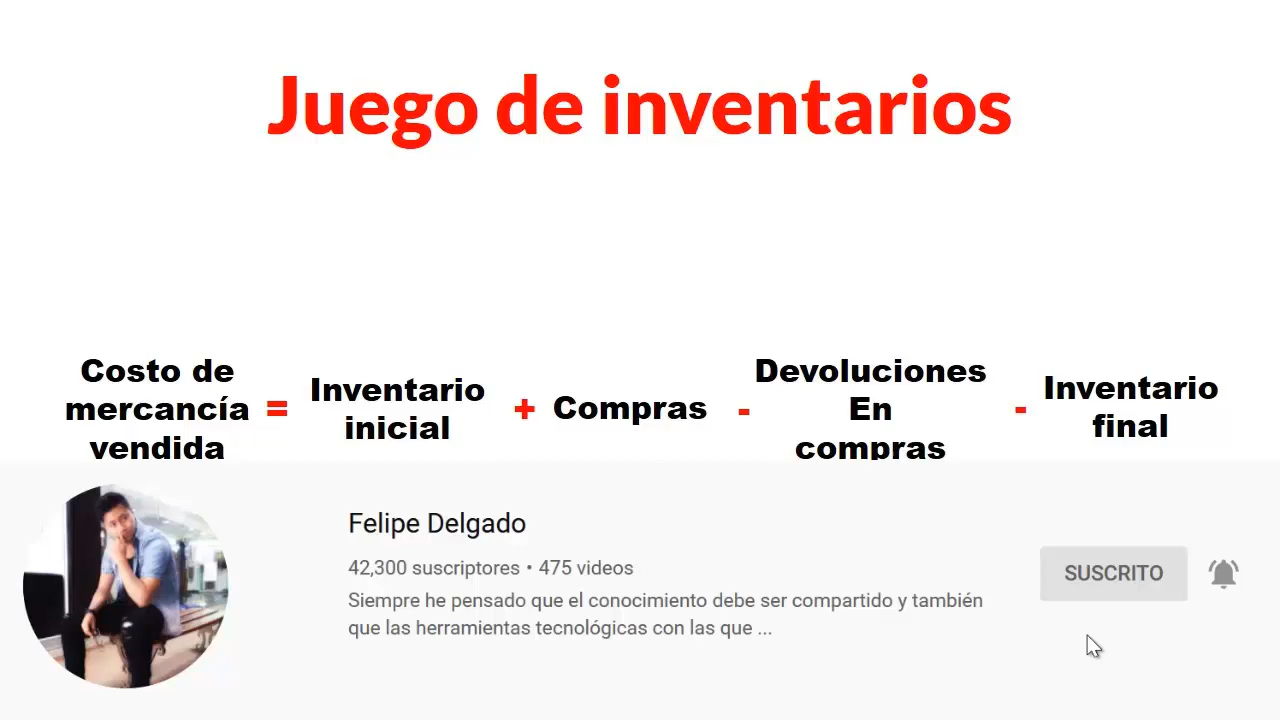 Juego de inventarios
Costo de
mercancía
vendida
=
Inventario
inicial
+
Compras
-
Devoluciones
En
compras
-
Inventario
final
Felipe Delgado
42,300 suscriptores • 475 videos
Siempre he pensado que el conocimiento debe ser compartido y también
que las herramientas tecnológicas con las que ...
SUSCRITO